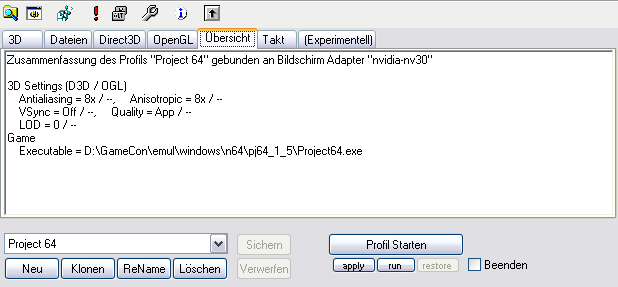 3D Dateien Direct3D OpenGL Übersicht Takt (Experimentell)
Zusammenfassung des Profils "Project 64" gebunden an Bildschirm Adapter "nvidia-nv30"
3D Settings (D3D / OGL)
Antialiasing = 8x / --, Anisotropic = 8x / --
VSync = Off / --, Quality = App / --
LOD = 0 / --
Game
Executable = D:\GameCon\emul\windows\n64\pj64_1_5\Project64.exe
Project 64 Sichern Profil Starten
Neu Klonen ReName Löschen Verwerfen apply run restore Beenden